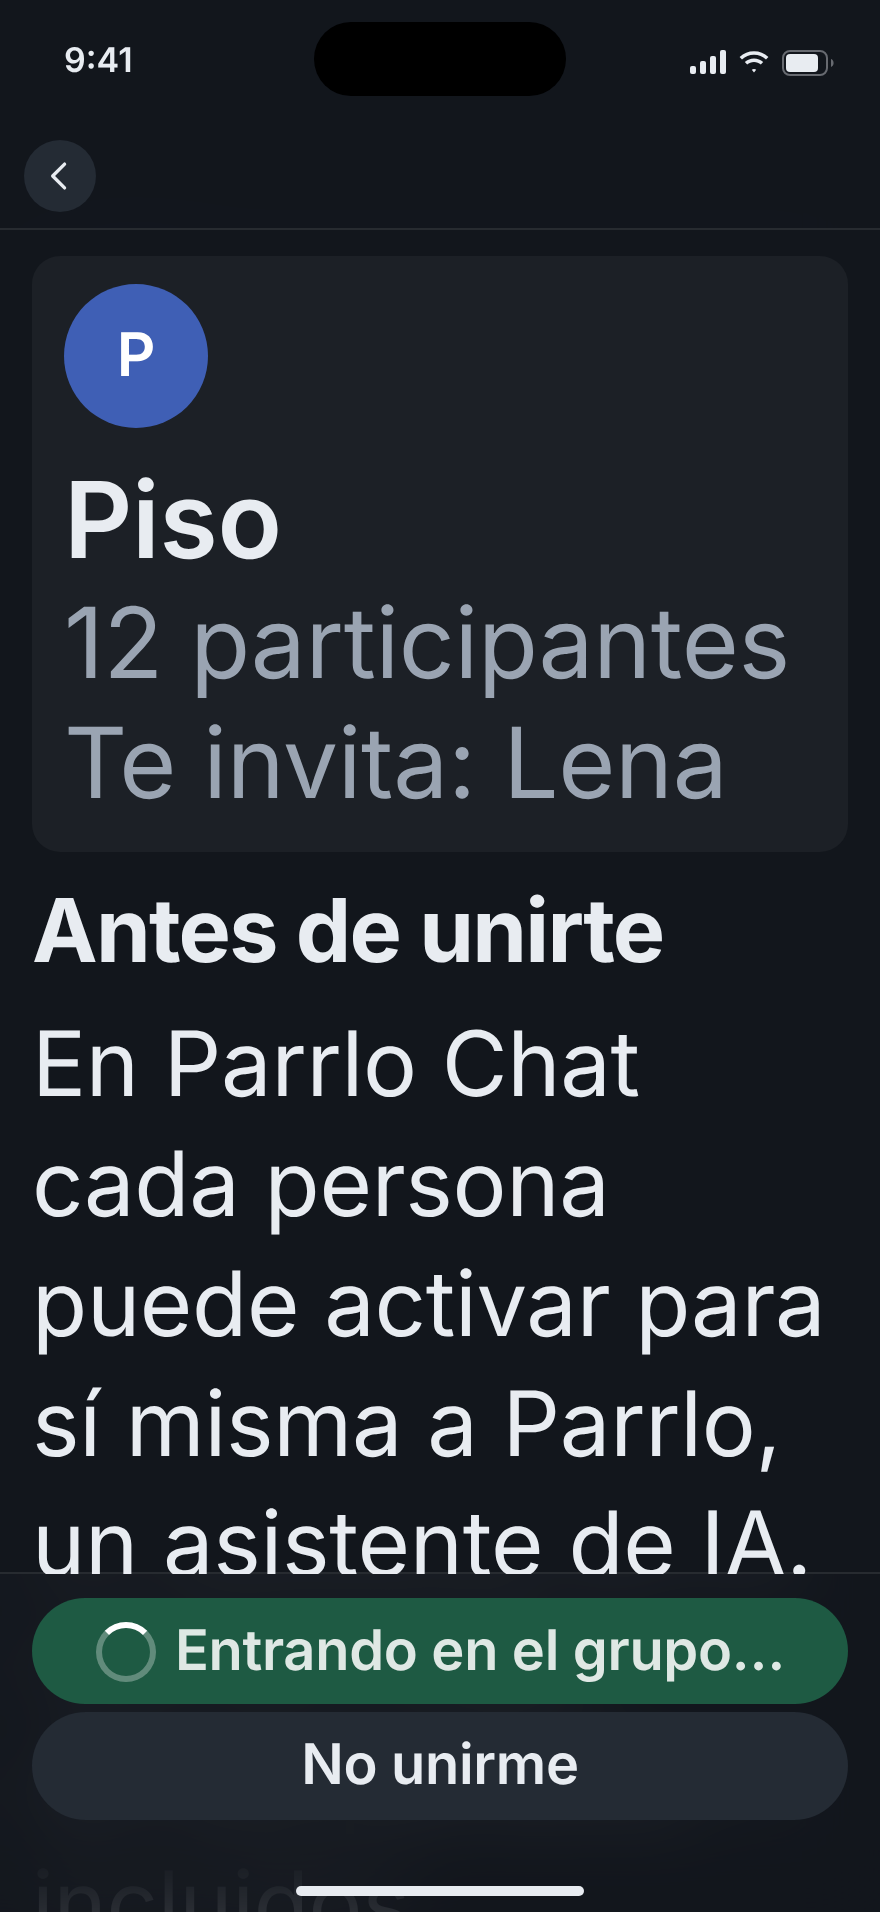 9:41
P
Piso
12 participantes
Te invita: Lena
Antes de unirte
En Parrlo Chat
cada persona
puede activar para
sí misma a Parrlo,
un asistente de IA.
Entrando en el grupo…
No unirme
incluidos